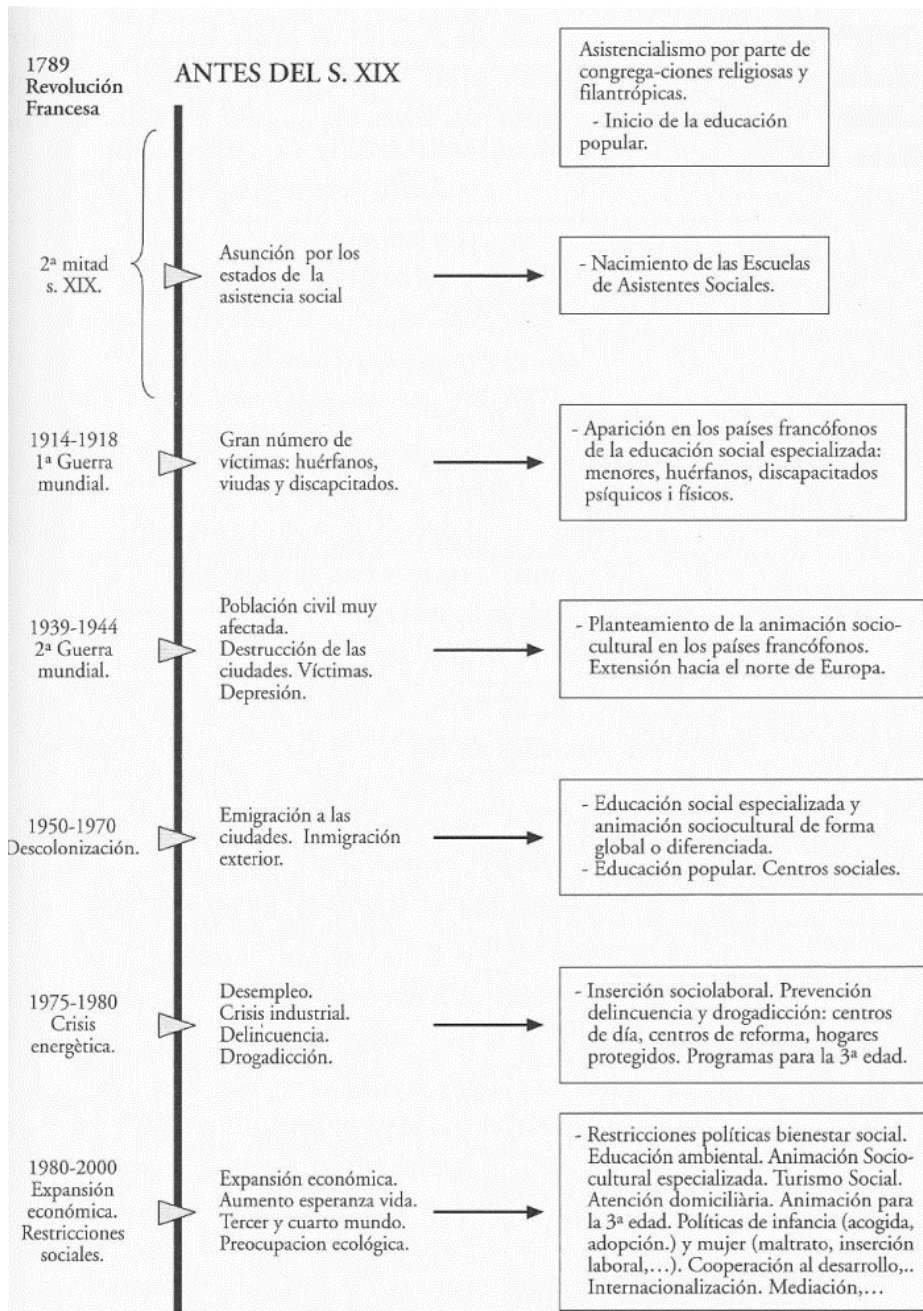 1789
Revolución
Francesa
ANTES DEL S. XIX
Asistencialismo por parte de
congrega-ciones religiosas y
filantrópicas.
- Inicio de la educación
popular.
2ª mitad
s. XIX.
Asunción por los
estados de la
asistencia social
- Nacimiento de las Escuelas
de Asistentes Sociales.
1914-1918
1ª Guerra
mundial.
Gran número de
víctimas: huérfanos,
viudas y discapcitados.
- Aparición en los países francófonos
de la educación social especializada:
menores, huérfanos, discapacitados
psíquicos i físicos.
1939-1944
2ª Guerra
mundial.
Población civil muy
afectada.
Destrucción de las
ciudades. Víctimas.
Depresión.
- Planteamiento de la animación socio-
cultural en los países francófonos.
Extensión hacia el norte de Europa.
1950-1970
Descolonización.
Emigración a las
ciudades. Inmigración
exterior.
- Educación social especializada y
animación sociocultural de forma
global o diferenciada.
- Educación popular. Centros sociales.
1975-1980
Crisis
energètica.
Desempleo.
Crisis industrial.
Delincuencia.
Drogadicción.
- Inserción sociolaboral. Prevención
delincuencia y drogadicción: centros
de día, centros de reforma, hogares
protegidos. Programas para la 3ª edad.
1980-2000
Expansión
económica.
Restricciones
sociales.
Expansión económica.
Aumento esperanza vida.
Tercer y cuarto mundo.
Preocupacion ecológica.
- Restricciones políticas bienestar social.
Educación ambiental. Animación Socio-
cultural especializada. Turismo Social.
Atención domiciliària. Animación para
la 3ª edad. Políticas de infancia (acogida,
adopción.) y mujer (maltrato, inserción
laboral,…). Cooperación al desarrollo,..
Internacionalización. Mediación,…